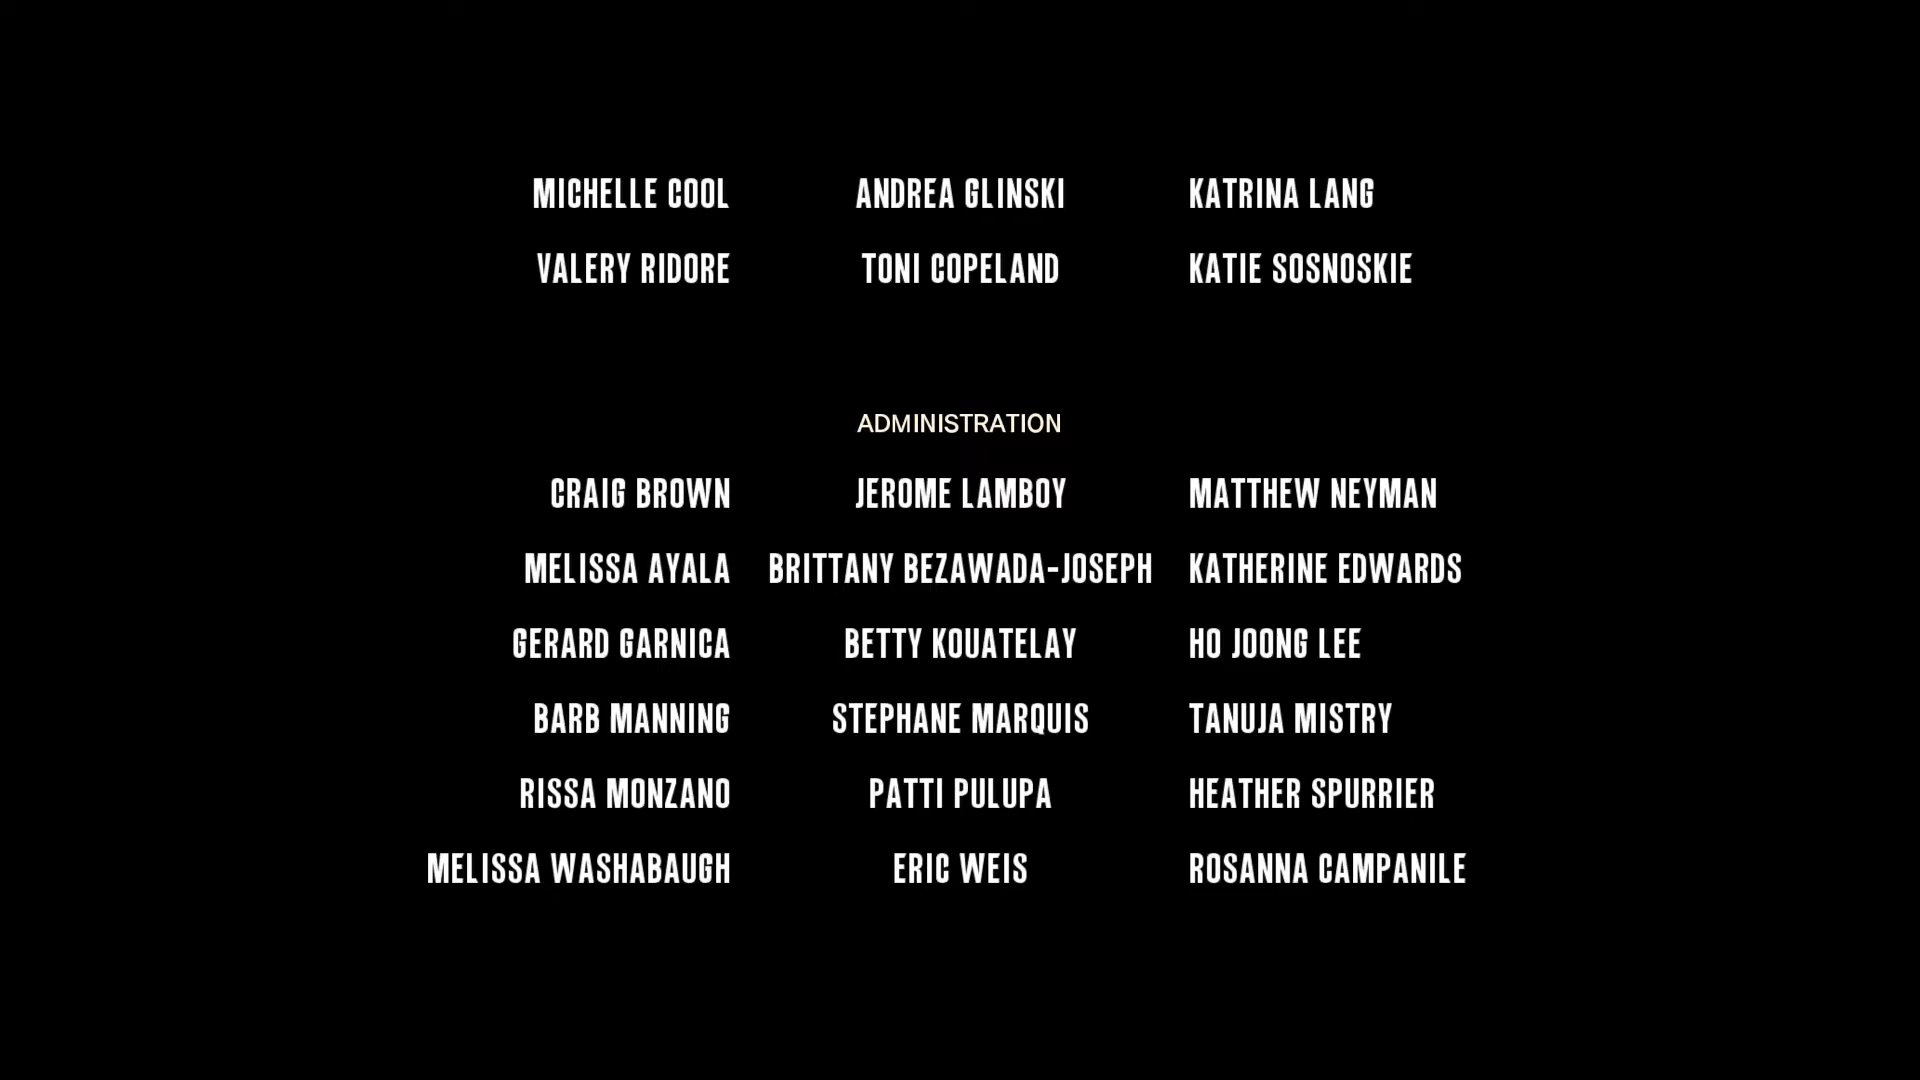 MICHELLE COOL ANDREA GLINSKI KATRINA LANG
VALERY RIDORE TONI COPELAND KATIE SOSNOSKIE
ADMINISTRATION
CRAIG BROWN JEROME LAMBOY MATTHEW NEYMAN
MELISSA AYALA BRITTANY BEZAWADA-JOSEPH KATHERINE EDWARDS
GERARD GARNICA BETTY KOUATELAY HO JOONG LEE
BARB MANNING STEPHANE MARQUIS TANUJA MISTRY
RISSA MONZANO PATTI PULUPA HEATHER SPURRIER
MELISSA WASHABAUGH ERIC WEIS ROSANNA CAMPANILE